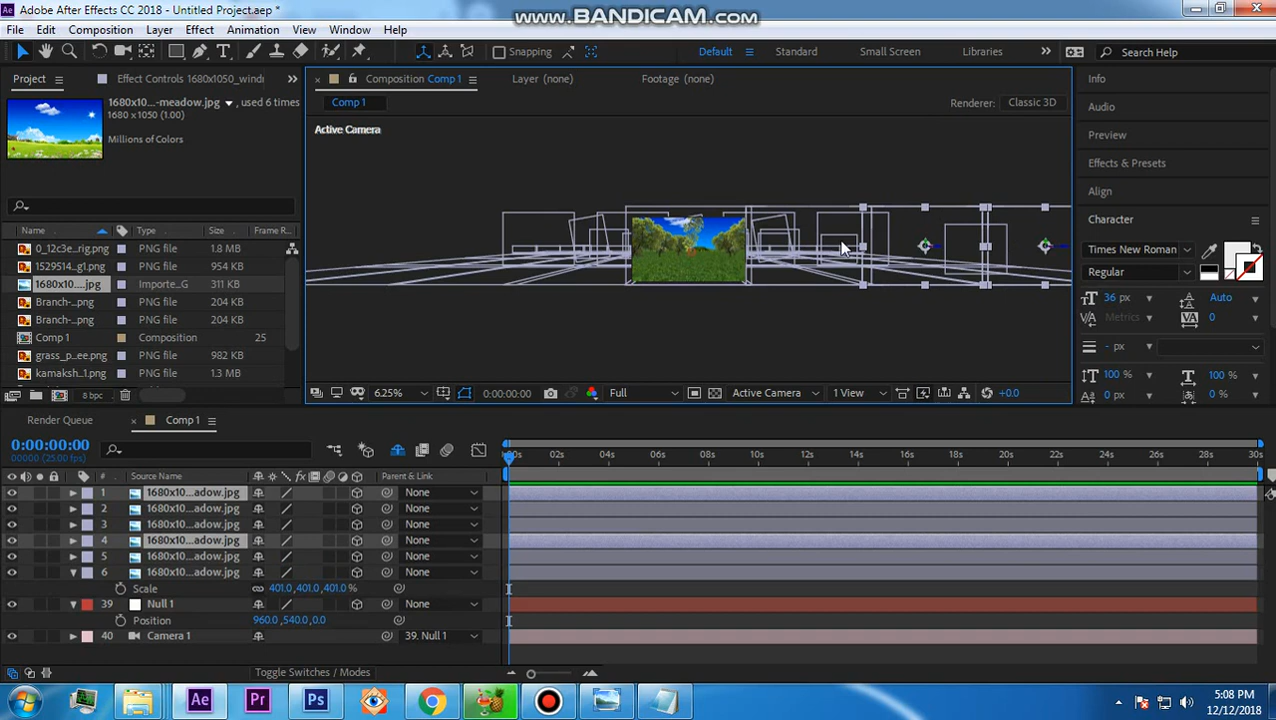 Adobe After Effects CC 2018 - Untitled Project.aep *
www.BANDICAM.com
File Edit Composition Layer Effect Animation View Window Help
Snapping Default Standard Small Screen Libraries Search Help
Project Effect Controls 1680x1050_wind Composition Comp 1 Layer (none) Footage (none) Info
1680x10...-meadow.jpg , used 6 times
1680 x 1050 (1.00)
Millions of Colors
Comp 1 Renderer: Classic 3D
Active Camera
Audio
Preview
Effects & Presets
Align
Character
Name Type Size Frame R...
0_12c3e_rig.png PNG file 1.8 MB
1529514_g1.png PNG file 954 KB
1680x10....jpg Importe_G 311 KB
Branch-...png PNG file 204 KB
Branch-...png PNG file 204 KB
Comp 1 Composition 25
grass_p_ee.png PNG file 982 KB
kamaksh_1.png PNG file 1.3 MB
8 bpc
Times New Roman
Regular
36 px Auto
Metrics 0
- px
100 % 100 %
0 px 0 %
6.25% 0:00:00:00 Full Active Camera 1 View +0.0
Render Queue Comp 1
0:00:00:00
00000 (25.00 fps)
:00s 02s 04s 06s 08s 10s 12s 14s 16s 18s 20s 22s 24s 26s 28s 30s
# Source Name Parent & Link
1 1680x10...adow.jpg None
2 1680x10...adow.jpg None
3 1680x10...adow.jpg None
4 1680x10...adow.jpg None
5 1680x10...adow.jpg None
6 1680x10...adow.jpg None
Scale 401.0,401.0,401.0 %
39 Null 1 None
Position 960.0,540.0,0.0
40 Camera 1 39. Null 1
Toggle Switches / Modes
Ae Pr Ps
5:08 PM
12/12/2018